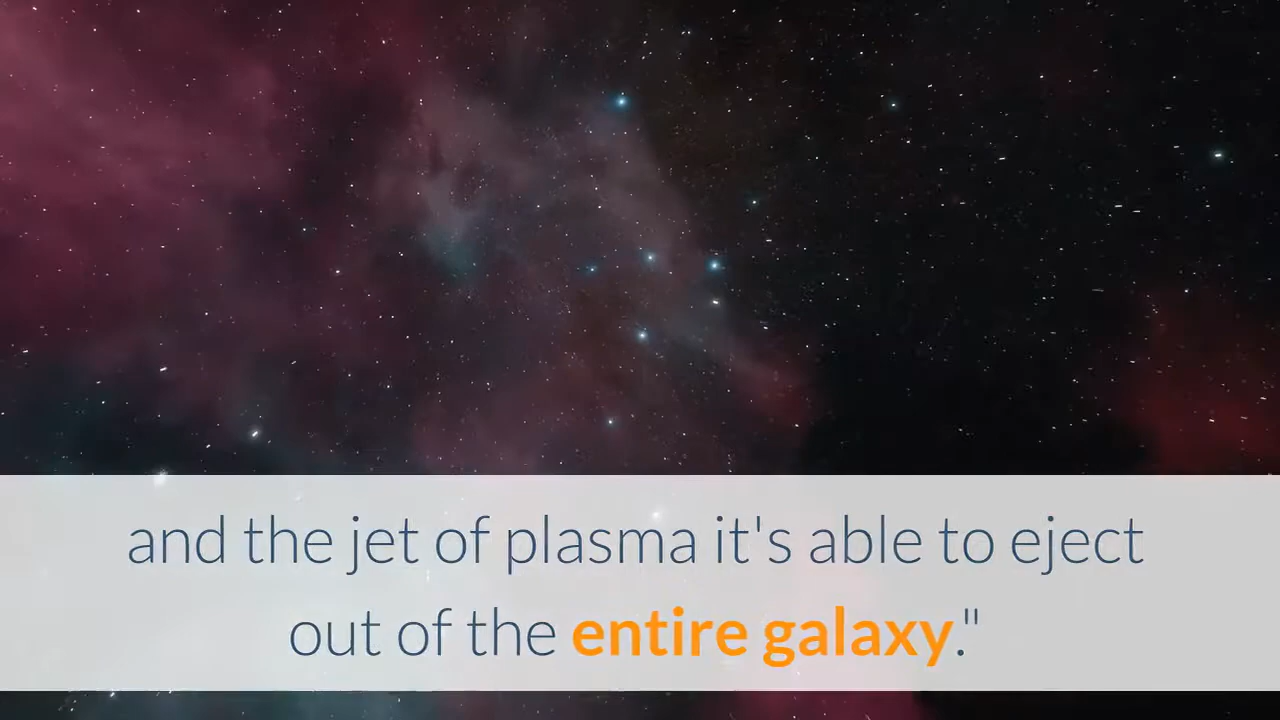 and the jet of plasma it's able to eject
out of the entire galaxy."